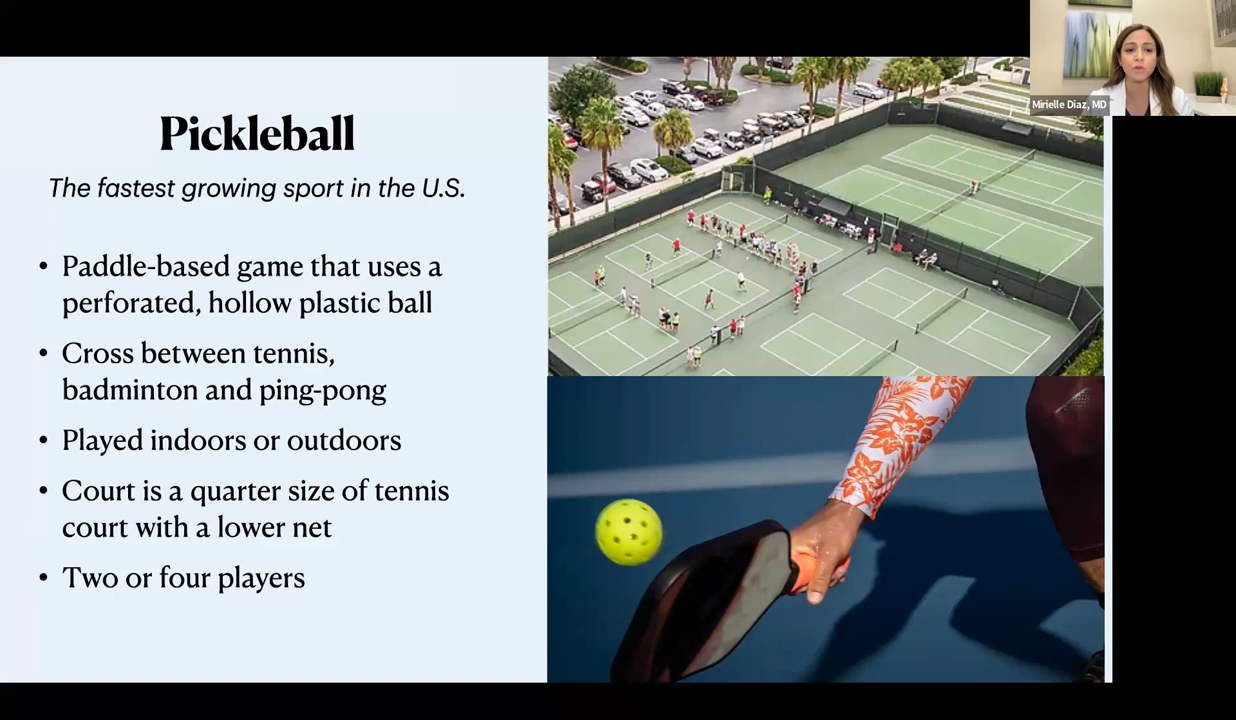 Mirielle Diaz, MD
Pickleball
The fastest growing sport in the U.S.
• Paddle-based game that uses a
perforated, hollow plastic ball
• Cross between tennis,
badminton and ping-pong
• Played indoors or outdoors
• Court is a quarter size of tennis
court with a lower net
• Two or four players